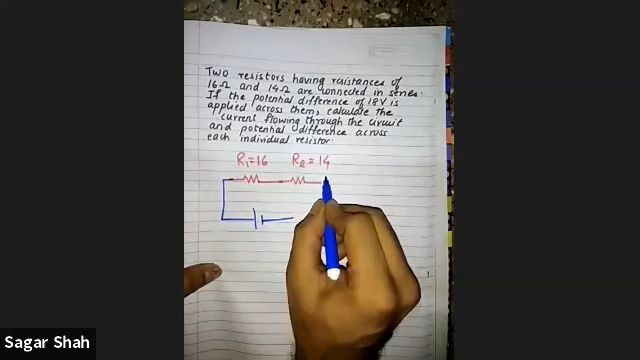 Two resistors having resistances of
16Ω and 14Ω are connected in series.
If the potential difference of 18V is
applied across them, calculate the
current flowing through the circuit
and potential difference across
each individual resistor.
R1=16 R2=14
Sagar Shah